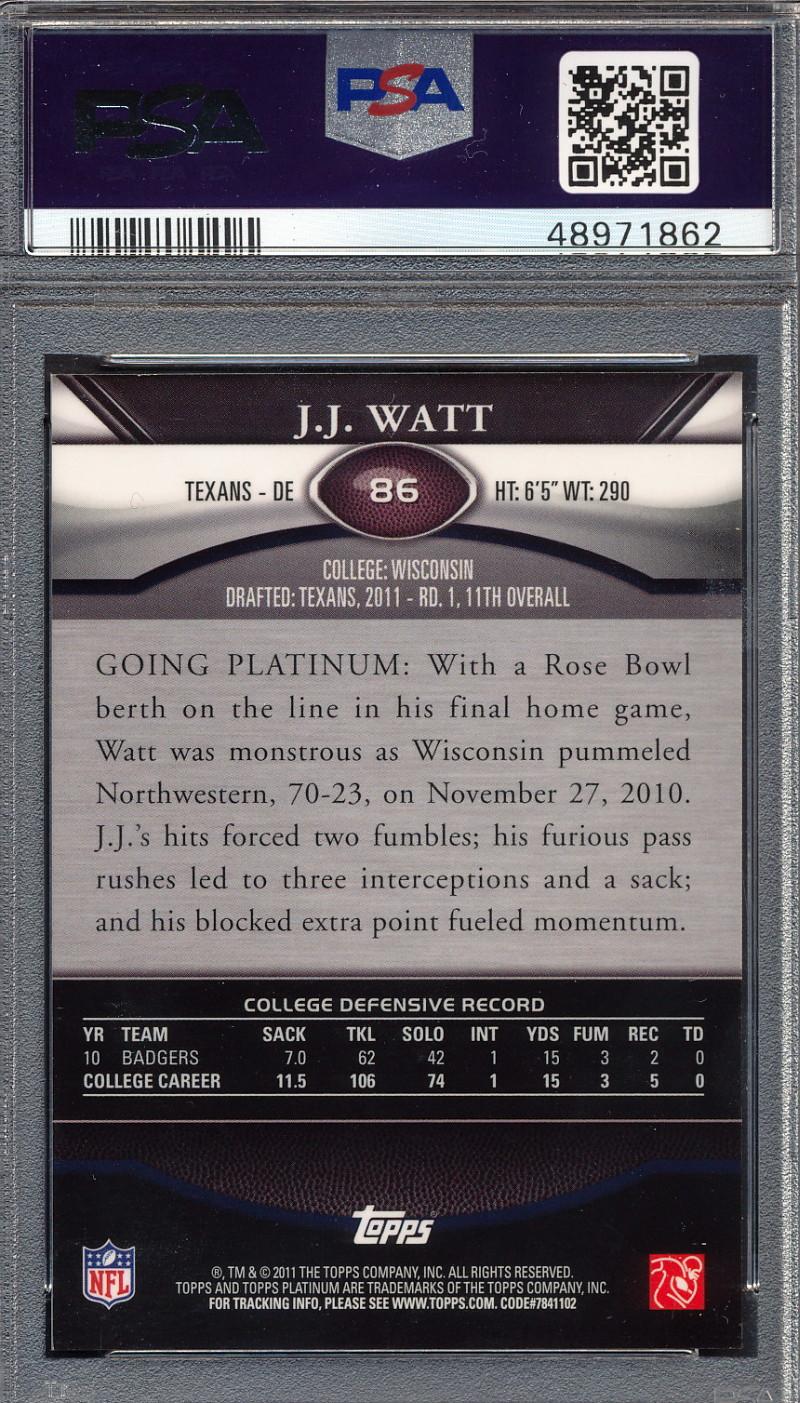 PSA
PSA
48971862
J.J. WATT
TEXANS - DE 86 HT: 6'5" WT: 290
COLLEGE: WISCONSIN
DRAFTED: TEXANS, 2011 - RD. 1, 11TH OVERALL
GOING PLATINUM: With a Rose Bowl
berth on the line in his final home game,
Watt was monstrous as Wisconsin pummeled
Northwestern, 70-23, on November 27, 2010.
J.J.'s hits forced two fumbles; his furious pass
rushes led to three interceptions and a sack;
and his blocked extra point fueled momentum.
COLLEGE DEFENSIVE RECORD
YR TEAM SACK TKL SOLO INT YDS FUM REC TD
10 BADGERS 7.0 62 42 1 15 3 2 0
COLLEGE CAREER 11.5 106 74 1 15 3 5 0
Topps
NFL
®, TM & © 2011 THE TOPPS COMPANY, INC. ALL RIGHTS RESERVED.
TOPPS AND TOPPS PLATINUM ARE TRADEMARKS OF THE TOPPS COMPANY, INC.
FOR TRACKING INFO, PLEASE SEE WWW.TOPPS.COM. CODE#7841102